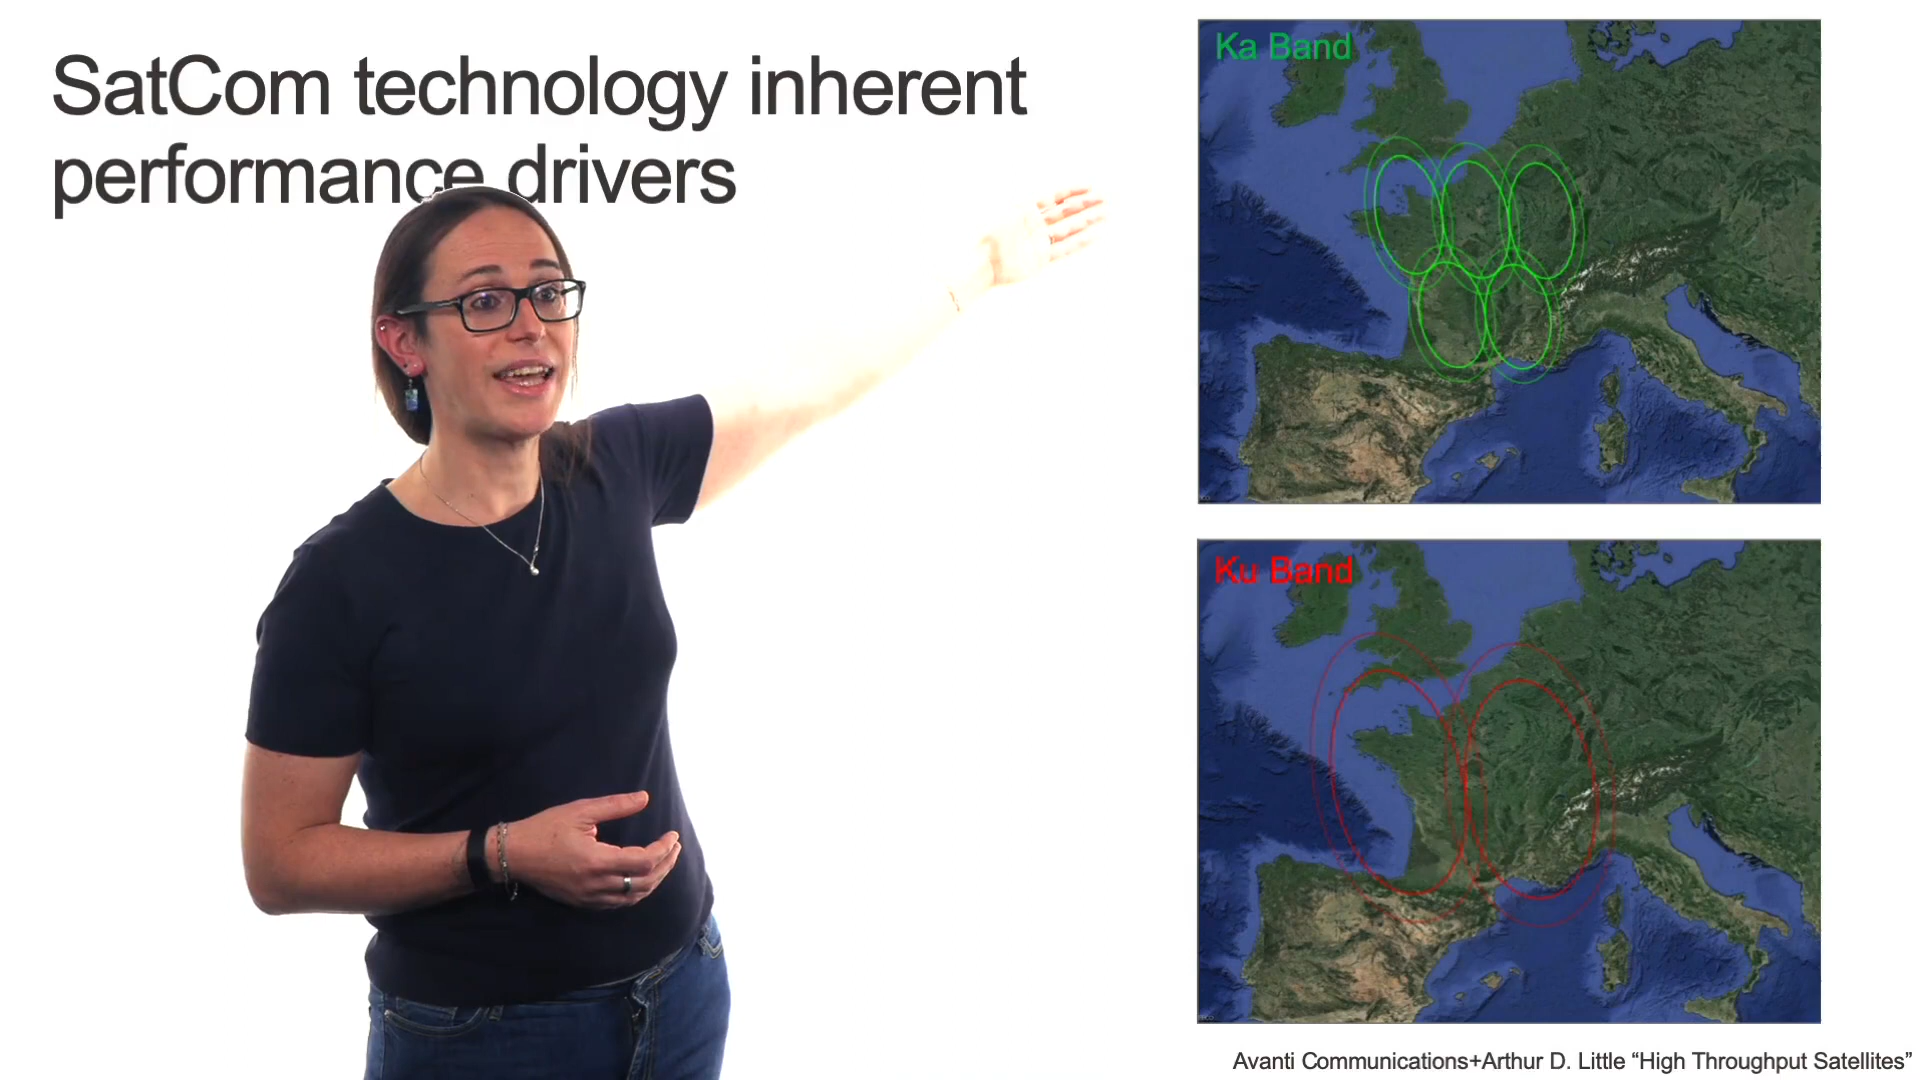 SatCom technology inherent
performance drivers
Ka Band
Ku Band
Avanti Communications+Arthur D. Little “High Throughput Satellites”